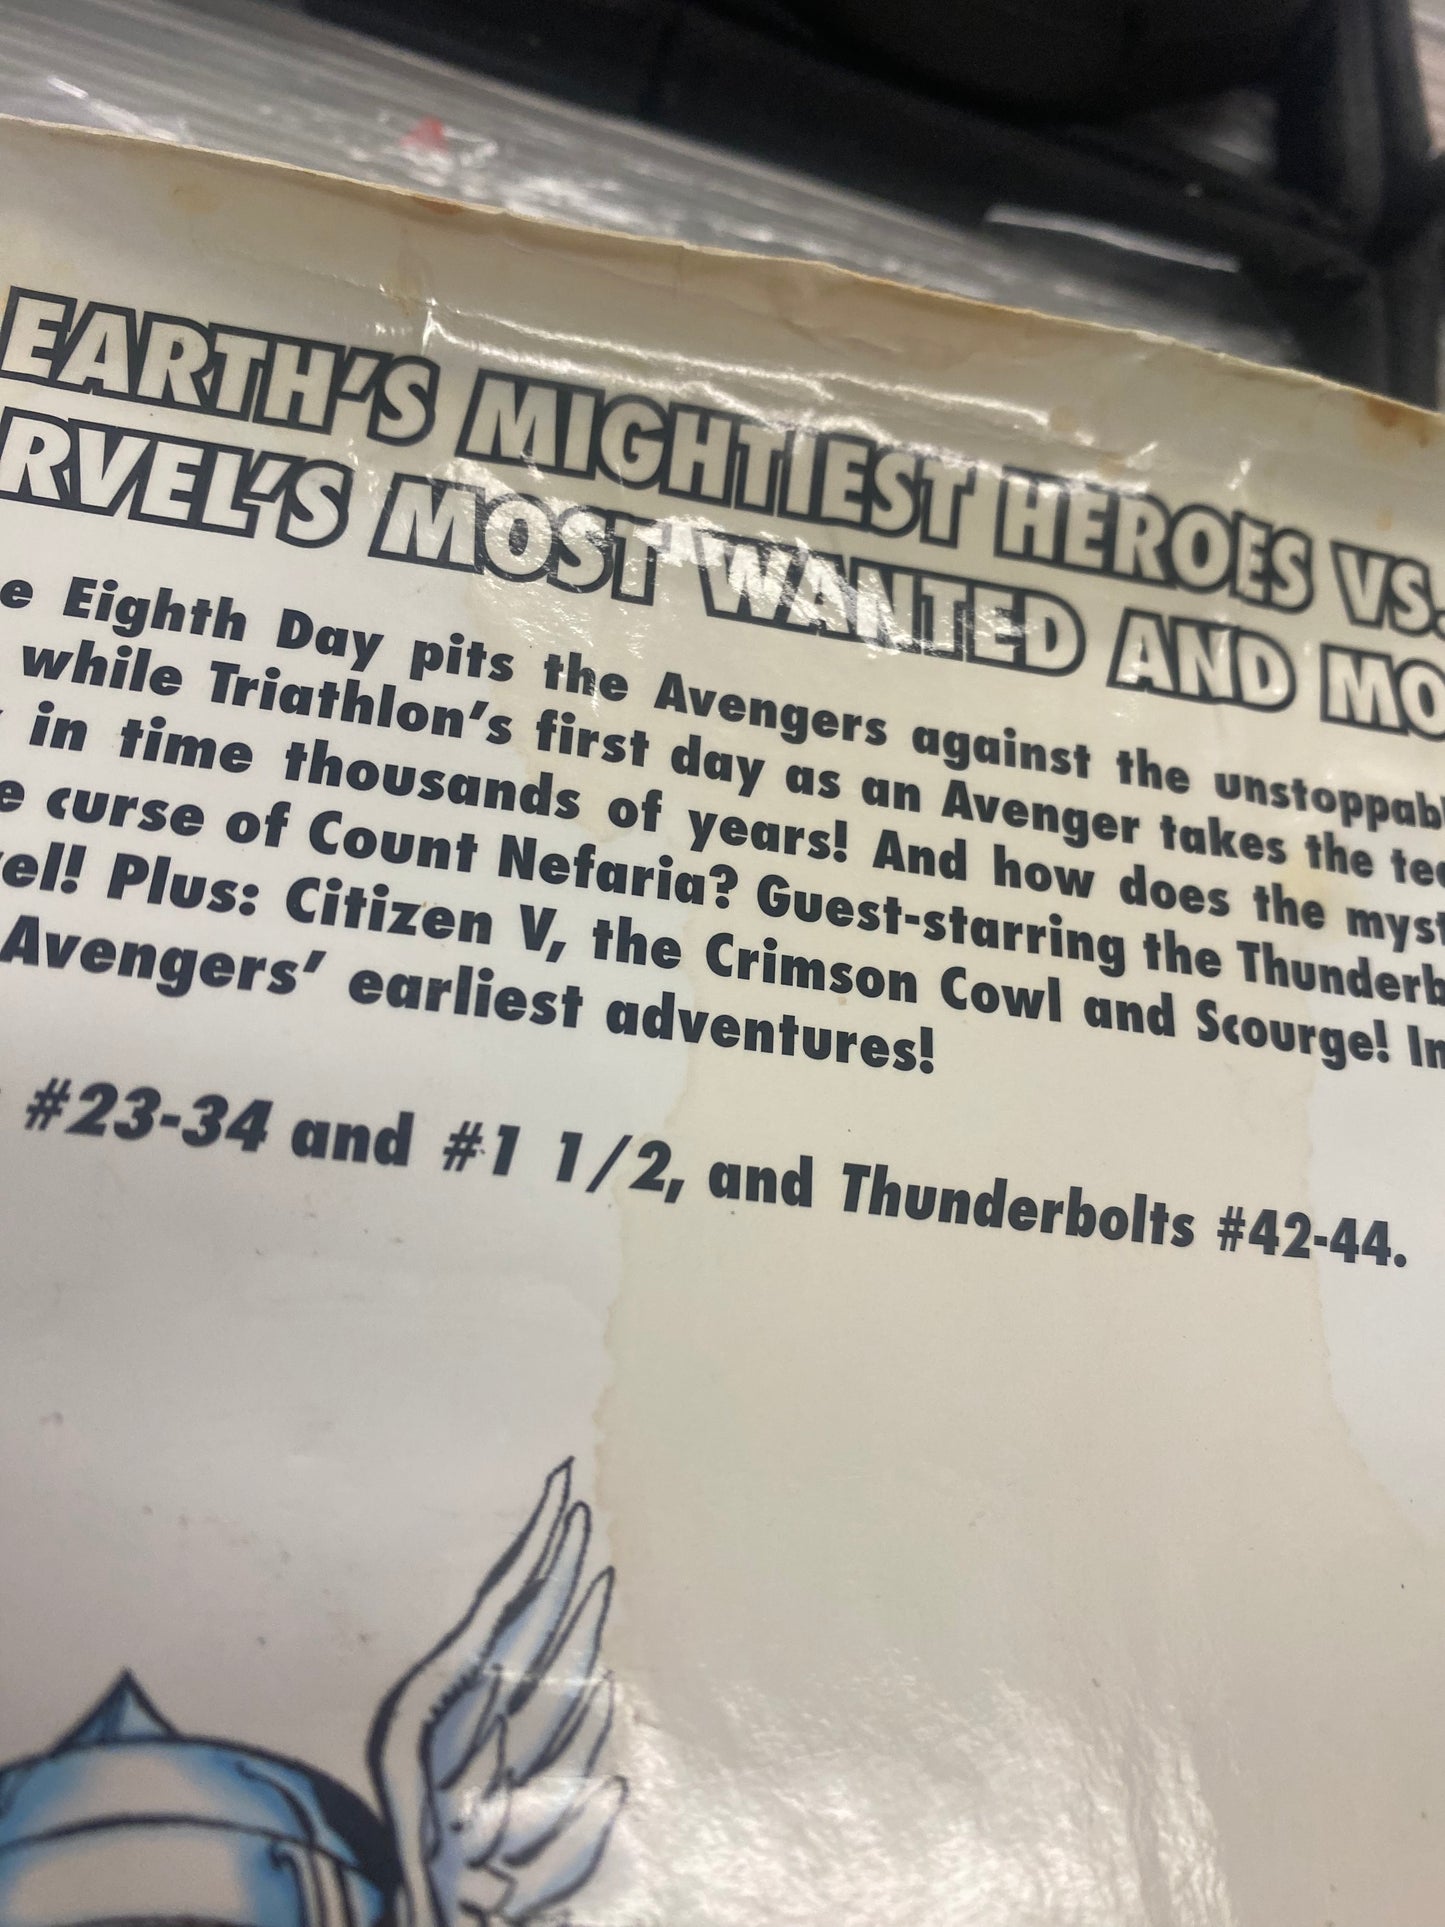 EARTH'S MIGHTIEST HEROES VS.
RVEL'S MOST WANTED AND MO
e Eighth Day pits the Avengers against the unstoppab
while Triathlon's first day as an Avenger takes the te
in time thousands of years! And how does the myst
e curse of Count Nefaria? Guest-starring the Thunderb
el! Plus: Citizen V, the Crimson Cowl and Scourge! In
Avengers' earliest adventures!
#23-34 and #1 1/2, and Thunderbolts #42-44.